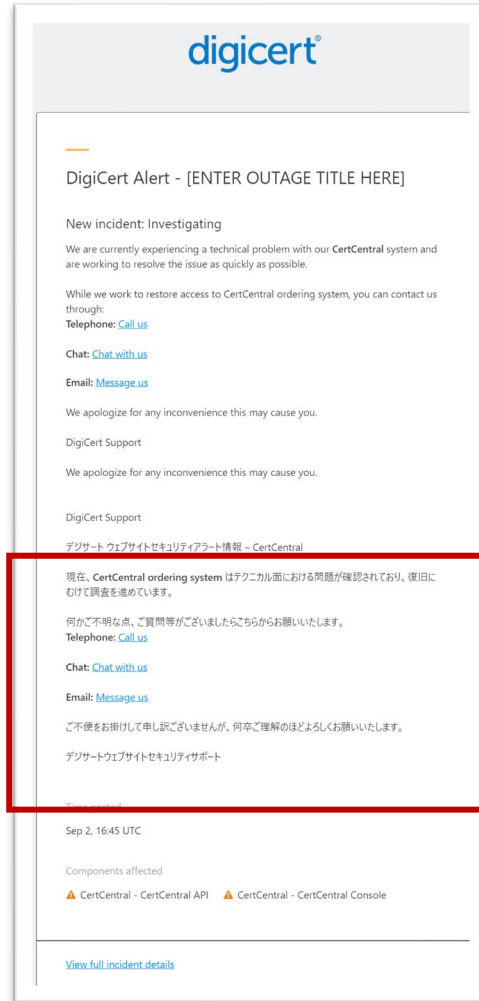 digicert®
DigiCert Alert - [ENTER OUTAGE TITLE HERE]
New incident: Investigating
We are currently experiencing a technical problem with our CertCentral system and
are working to resolve the issue as quickly as possible.
While we work to restore access to CertCentral ordering system, you can contact us
through:
Telephone: Call us
Chat: Chat with us
Email: Message us
We apologize for any inconvenience this may cause you.
DigiCert Support
We apologize for any inconvenience this may cause you.
DigiCert Support
デジサート ウェブサイトセキュリティアラート情報 – CertCentral
現在、CertCentral ordering system はテクニカル面における問題が確認されており、復旧に
むけて調査を進めています。
何かご不明な点、ご質問等がございましたらこちらからお願いいたします。
Telephone: Call us
Chat: Chat with us
Email: Message us
ご不便をお掛けして申し訳ございませんが、何卒ご理解のほどよろしくお願いいたします。
デジサートウェブサイトセキュリティサポート
Time posted
Sep 2, 16:45 UTC
Components affected
CertCentral - CertCentral API CertCentral - CertCentral Console
View full incident details